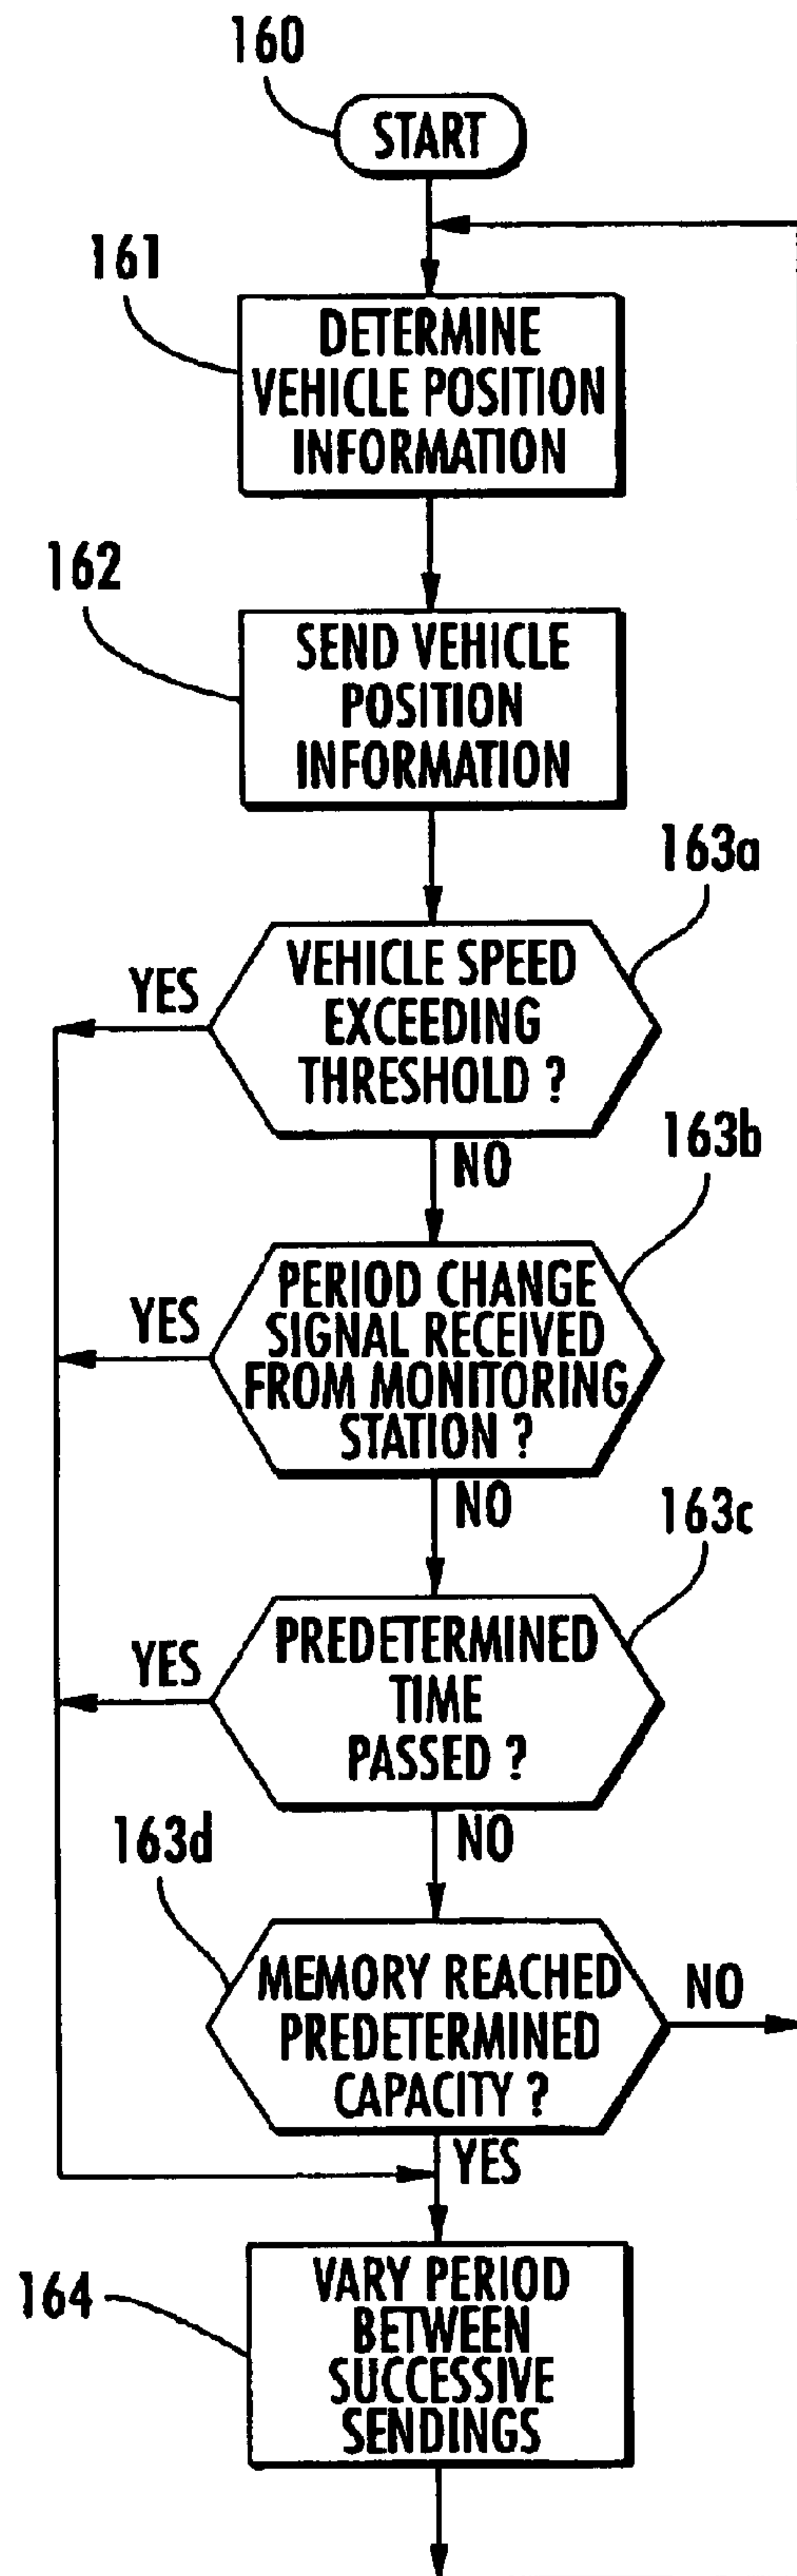 160
START
161
DETERMINE
VEHICLE POSITION
INFORMATION
162
SEND VEHICLE
POSITION
INFORMATION
163a
VEHICLE SPEED
EXCEEDING
THRESHOLD ?
YES
NO
163b
PERIOD CHANGE
SIGNAL RECEIVED
FROM MONITORING
STATION ?
YES
NO
163c
PREDETERMINED
TIME
PASSED ?
YES
NO
163d
MEMORY REACHED
PREDETERMINED
CAPACITY ?
NO
YES
164
VARY PERIOD
BETWEEN
SUCCESSIVE
SENDINGS